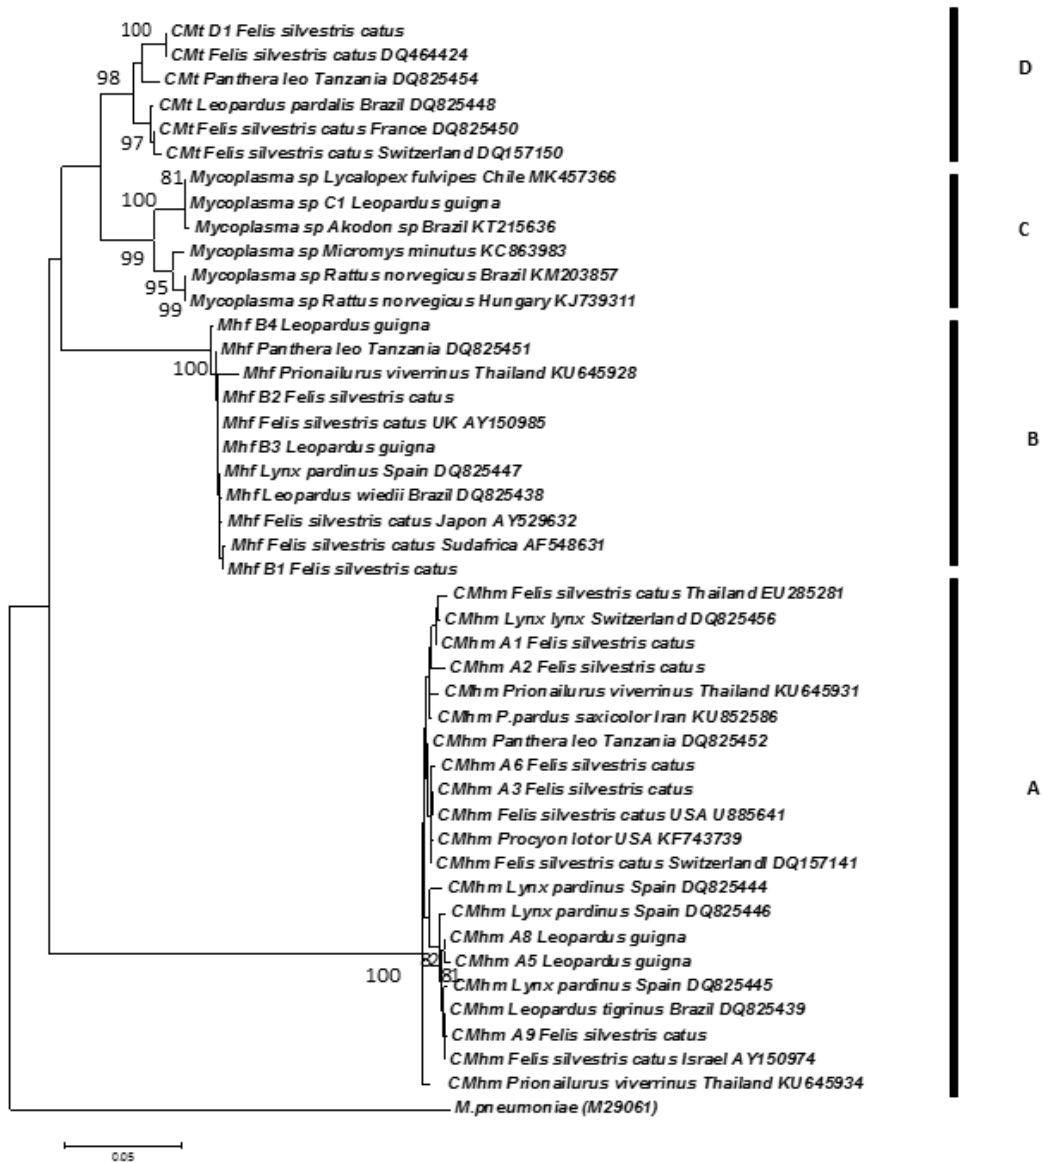 100
CMt D1 Felis silvestris catus
CMt Felis silvestris catus DQ464424
98
CMt Panthera leo Tanzania DQ825454
D
CMt Leopardus pardalis Brazil DQ825448
CMt Felis silvestris catus France DQ825450
97
CMt Felis silvestris catus Switzerland DQ157150
81
Mycoplasma sp Lycalopex fulvipes Chile MK457366
100
Mycoplasma sp C1 Leopardus guigna
Mycoplasma sp Akodon sp Brazil KT215636
C
99
Mycoplasma sp Micromys minutus KC863983
Mycoplasma sp Rattus norvegicus Brazil KM203857
95
Mycoplasma sp Rattus norvegicus Hungary KJ739311
99
Mhf B4 Leopardus guigna
Mhf Panthera leo Tanzania DQ825451
100
Mhf Prionailurus viverrinus Thailand KU645928
Mhf B2 Felis silvestris catus
Mhf Felis silvestris catus UK AY150985
B
Mhf B3 Leopardus guigna
Mhf Lynx pardinus Spain DQ825447
Mhf Leopardus wiedii Brazil DQ825438
Mhf Felis silvestris catus Japon AY529632
Mhf Felis silvestris catus Sudafrica AF548631
Mhf B1 Felis silvestris catus
CMhm Felis silvestris catus Thailand EU285281
CMhm Lynx lynx Switzerland DQ825456
CMhm A1 Felis silvestris catus
CMhm A2 Felis silvestris catus
CMhm Prionailurus viverrinus Thailand KU645931
CMhm P.pardus saxicolor Iran KU852586
CMhm Panthera leo Tanzania DQ825452
CMhm A6 Felis silvestris catus
CMhm A3 Felis silvestris catus
A
CMhm Felis silvestris catus USA U885641
CMhm Procyon lotor USA KF743739
CMhm Felis silvestris catus Switzerlandl DQ157141
CMhm Lynx pardinus Spain DQ825444
CMhm Lynx pardinus Spain DQ825446
CMhm A8 Leopardus guigna
82
CMhm A5 Leopardus guigna
100
81
CMhm Lynx pardinus Spain DQ825445
CMhm Leopardus tigrinus Brazil DQ825439
CMhm A9 Felis silvestris catus
CMhm Felis silvestris catus Israel AY150974
CMhm Prionailurus viverrinus Thailand KU645934
M.pneumoniae (M29061)
0.05